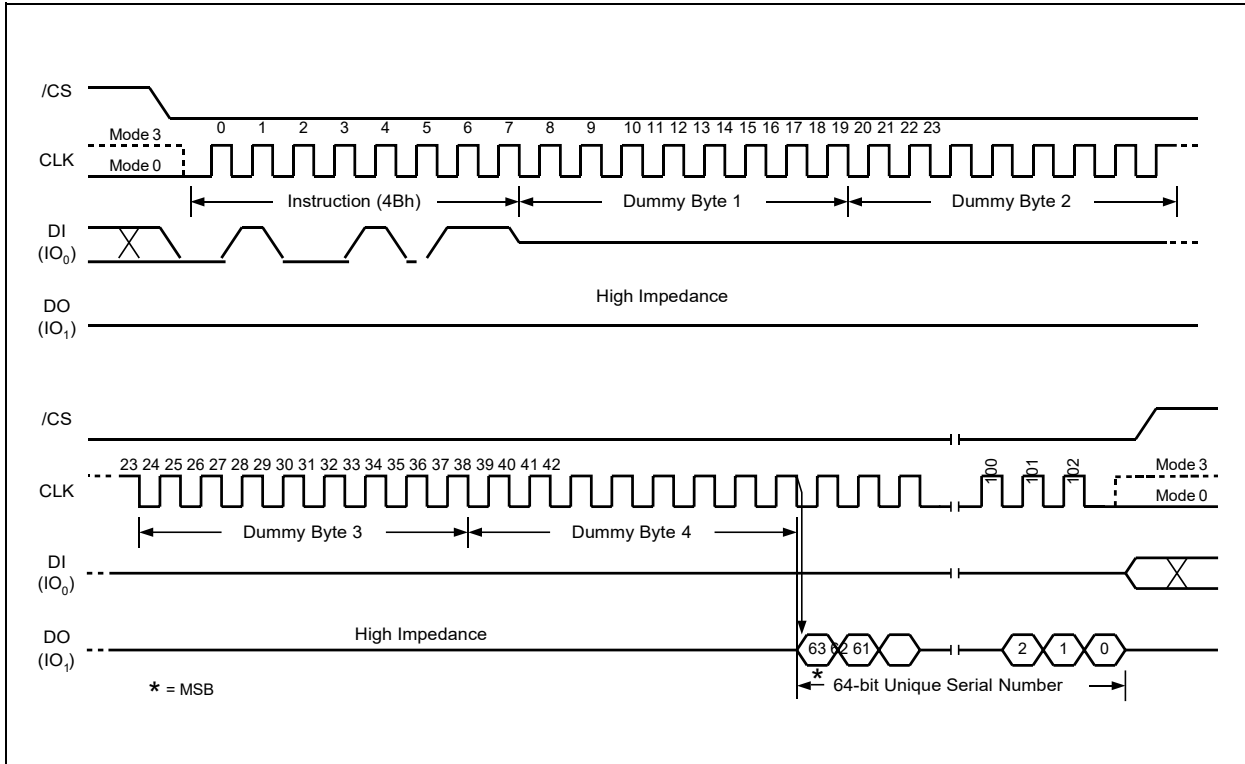 /CS
0 1 2 3 4 5 6 7 8 9 10 11 12 13 14 15 16 17 18 19 20 21 22 23
Mode 3
CLK
Mode 0
Instruction (4Bh) Dummy Byte 1 Dummy Byte 2
DI
(IO0)
High Impedance
DO
(IO1)
/CS
23 24 25 26 27 28 29 30 31 32 33 34 35 36 37 38 39 40 41 42 100 101 102
Mode 3
CLK
Mode 0
Dummy Byte 3 Dummy Byte 4
DI
(IO0)
DO
(IO1)
High Impedance
63 62 61 2 1 0
* = MSB
* 64-bit Unique Serial Number